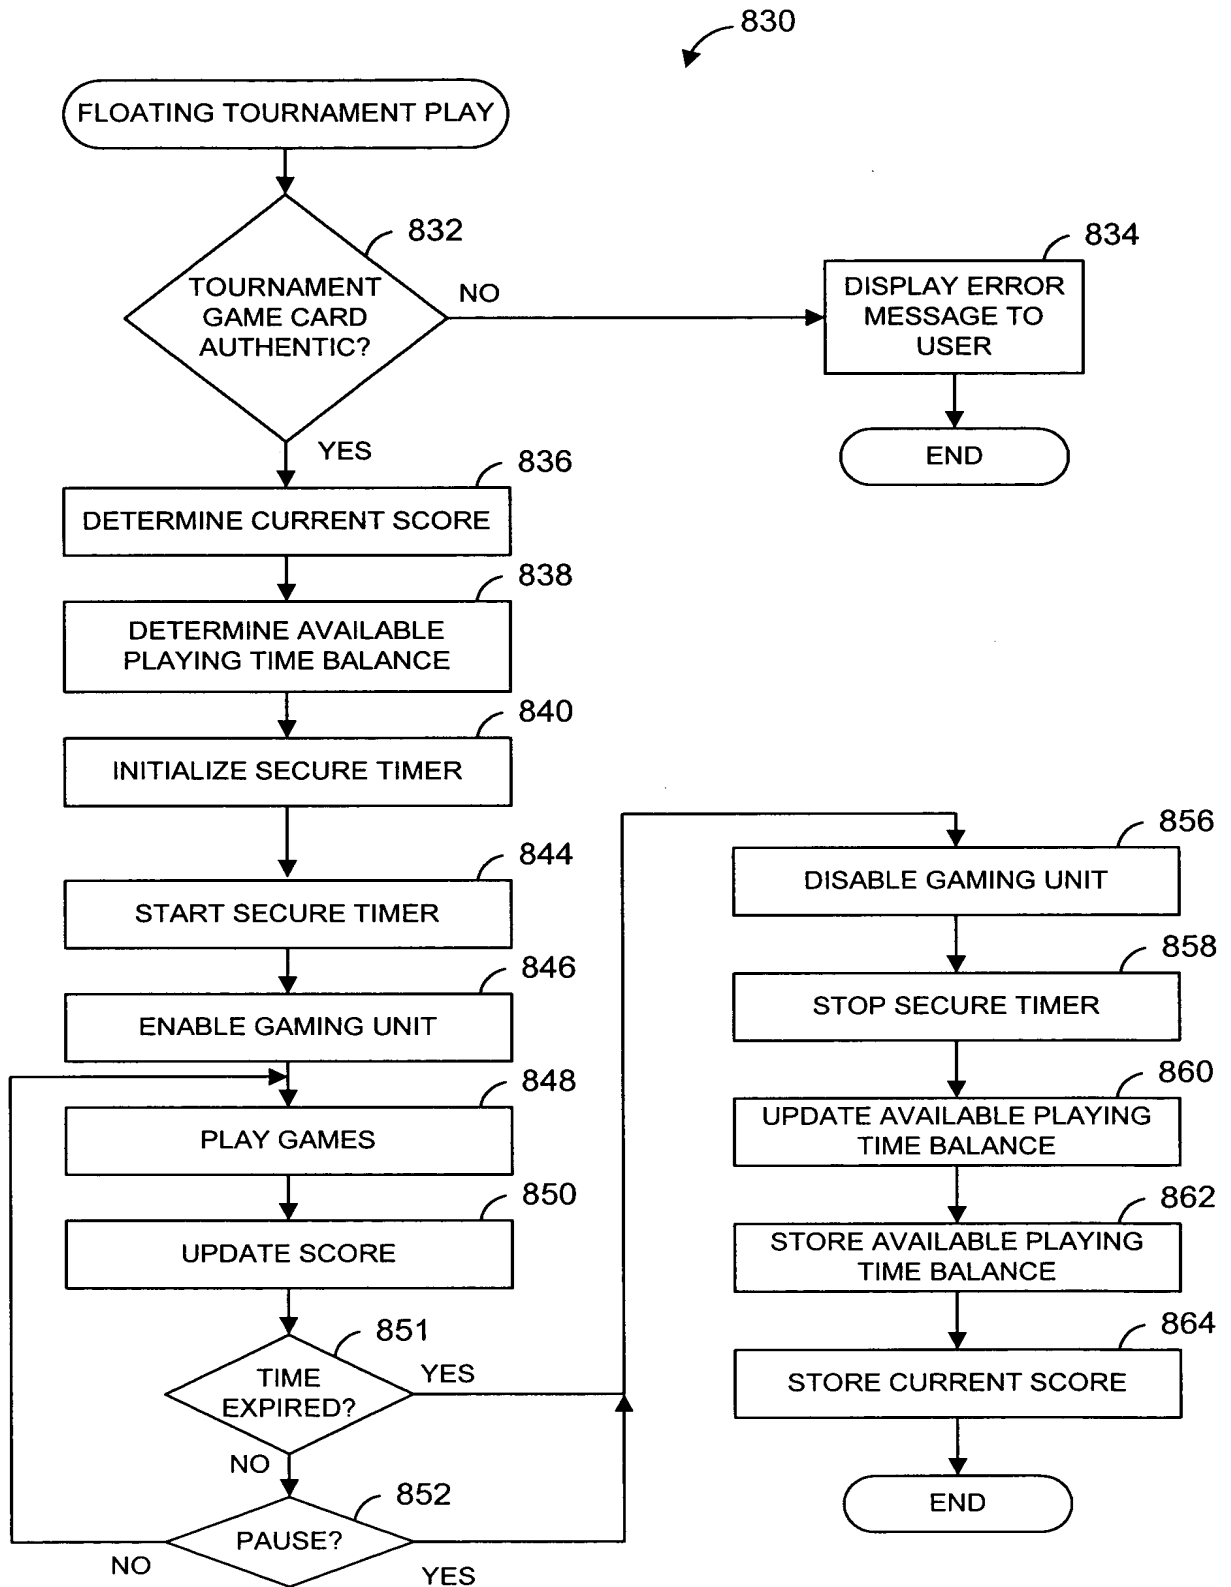 830
FLOATING TOURNAMENT PLAY
832
TOURNAMENT
GAME CARD
AUTHENTIC?
NO
YES
834
DISPLAY ERROR
MESSAGE TO
USER
END
836
DETERMINE CURRENT SCORE
838
DETERMINE AVAILABLE
PLAYING TIME BALANCE
840
INITIALIZE SECURE TIMER
844
START SECURE TIMER
846
ENABLE GAMING UNIT
848
PLAY GAMES
850
UPDATE SCORE
851
TIME
EXPIRED?
YES
NO
852
PAUSE?
NO
YES
856
DISABLE GAMING UNIT
858
STOP SECURE TIMER
860
UPDATE AVAILABLE PLAYING
TIME BALANCE
862
STORE AVAILABLE PLAYING
TIME BALANCE
864
STORE CURRENT SCORE
END